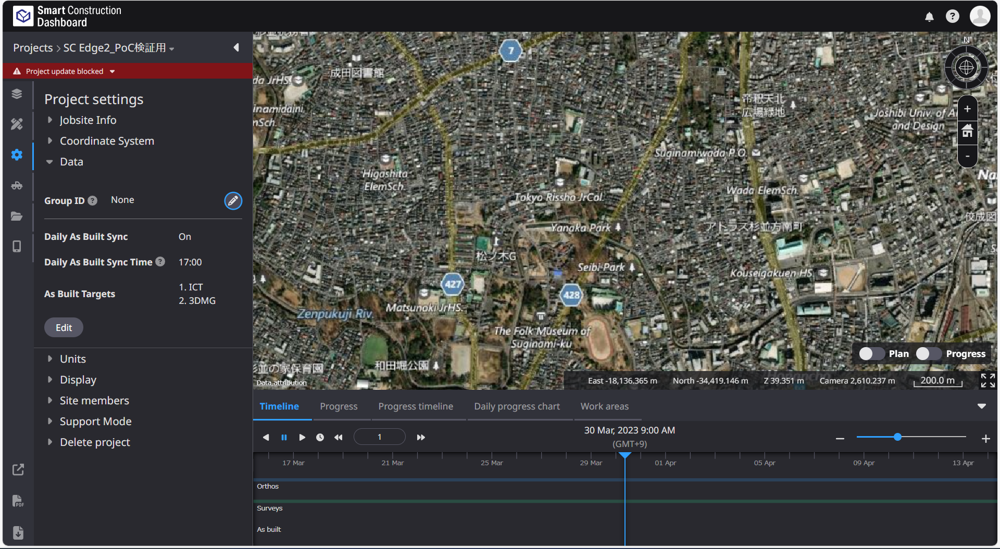 Smart Construction
Dashboard
?
Projects > SC Edge2_PoC検証用
Project update blocked
Project settings
Jobsite Info
Coordinate System
Data
Group ID ? None
Daily As Built Sync On
Daily As Built Sync Time ? 17:00
As Built Targets
1. ICT
2. 3DMG
Edit
Units
Display
Site members
Support Mode
Delete project
PDF
7
成田図書館
da JrHS.
inamidaini
nSch.
帝釈天北
広場緑地
Joshibi Univ. of A
and Design
N
+
-
Suginamiwada P.O.
Higashita
ElemSch.
Tokyo Rissho JrCol.
Wada ElemSch.
Na
佼成図
Yanaka Park
アトラス杉並方南町
松ノ木G
Seibi Park
Kouseigakuen HS.
427
428
Matsunoki JrHS.
Zenpukuji Riv.
The Folk Museum of
Suginami-ku
和田堀公園
並の家保育園
Data attribution
Plan Progress
East -18,136.365 m North -34,419.146 m Z 39.351 m Camera 2,610.237 m 200.0 m
Timeline Progress Progress timeline Daily progress chart Work areas
1
30 Mar, 2023 9:00 AM
(GMT+9)
17 Mar 21 Mar 25 Mar 29 Mar 01 Apr 05 Apr 09 Apr 13 Apr
Orthos
Surveys
As built